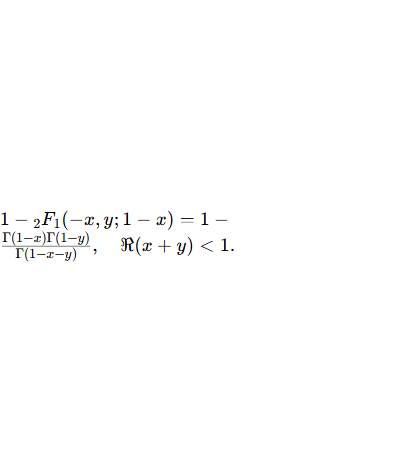 1 − ₂F₁(−x, y; 1 − x) = 1 −
Γ(1−x)Γ(1−y)/Γ(1−x−y), ℜ(x + y) < 1.